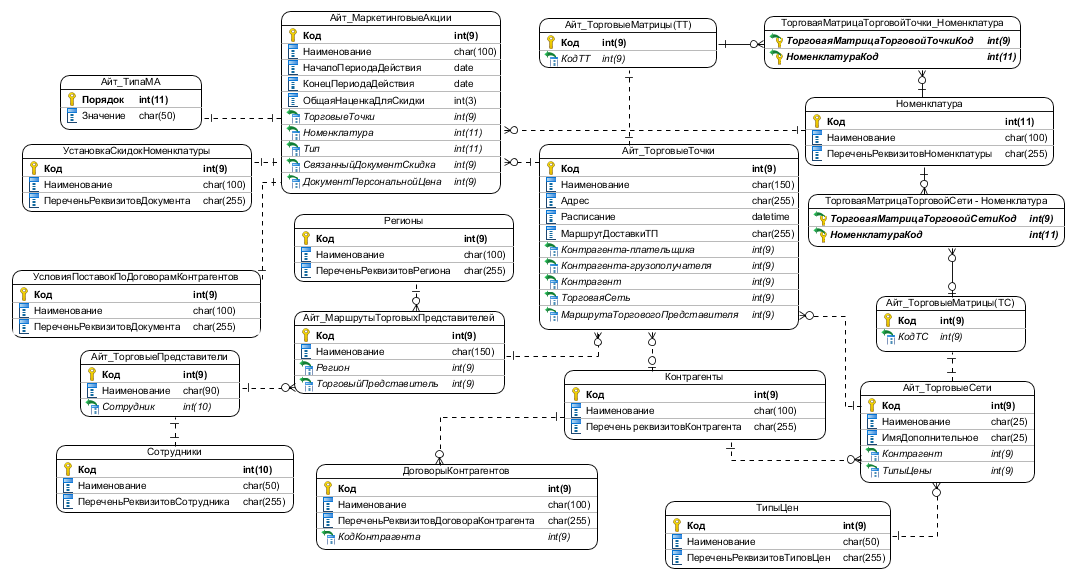 Айт_МаркетинговыеАкции
Код int(9)
Наименование char(100)
НачалоПериодаДействия date
КонецПериодаДействия date
ОбщаяНаценкаДляСкидки int(3)
ТорговыеТочки int(9)
Номенклатура int(11)
Тип int(11)
СвязанныйДокументСкидка int(9)
ДокументПерсональнойЦена int(9)
Айт_ТорговыеМатрицы(ТТ)
Код int(9)
КодТТ int(9)
ТорговаяМатрицаТорговойТочки_Номенклатура
ТорговаяМатрицаТорговойТочкиКод int(9)
НоменклатураКод int(11)
Айт_ТипаМА
Порядок int(11)
Значение char(50)
Номенклатура
Код int(11)
Наименование char(100)
ПереченьРеквизитовНоменклатуры char(255)
УстановкаСкидокНоменклатуры
Код int(9)
Наименование char(100)
ПереченьРеквизитовДокумента char(255)
Айт_ТорговыеТочки
Код int(9)
Наименование char(150)
Адрес char(255)
Расписание datetime
МаршрутДоставкиТП char(255)
Контрагента-плательщика int(9)
Контрагента-грузополучателя int(9)
Контрагент int(9)
ТорговаяСеть int(9)
МаршрутаТорговогоПредставителя int(9)
ТорговаяМатрицаТорговойСети - Номенклатура
ТорговаяМатрицаТорговойСетиКод int(9)
НоменклатураКод int(11)
Регионы
Код int(9)
Наименование char(100)
ПереченьРеквизитовРегиона char(255)
УсловияПоставокПоДоговорамКонтрагентов
Код int(9)
Наименование char(100)
ПереченьРеквизитовДокумента char(255)
Айт_ТорговыеМатрицы(ТС)
Код int(9)
КодТС int(9)
Айт_МаршрутыТорговыхПредставителей
Код int(9)
Наименование char(150)
Регион int(9)
ТорговыйПредставитель int(9)
Айт_ТорговыеПредставители
Код int(9)
Наименование char(90)
Сотрудник int(10)
Контрагенты
Код int(9)
Наименование char(100)
Перечень реквизитовКонтрагента char(255)
Айт_ТорговыеСети
Код int(9)
Наименование char(25)
ИмяДополнительное char(25)
Контрагент int(9)
ТипыЦены int(9)
Сотрудники
Код int(10)
Наименование char(50)
ПереченьРеквизитовСотрудника char(255)
ДоговорыКонтрагентов
Код int(9)
Наименование char(100)
ПереченьРеквизитовДоговораКонтрагента char(255)
КодКонтрагента int(9)
ТипыЦен
Код int(9)
Наименование char(50)
ПереченьРеквизитовТиповЦен char(255)